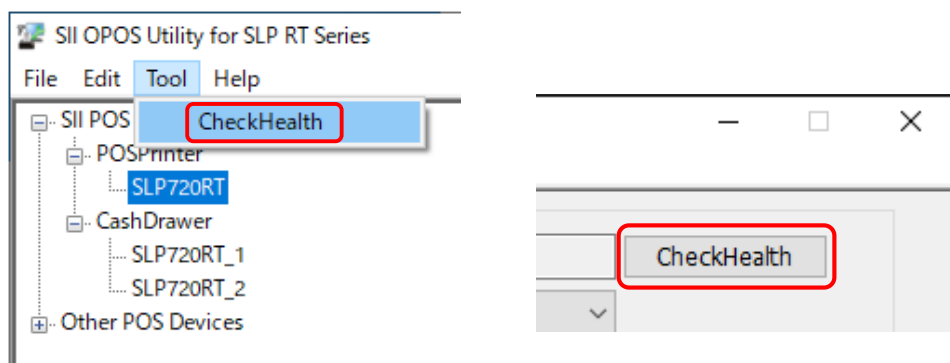 SII OPOS Utility for SLP RT Series
File Edit Tool Help
SII POS
CheckHealth
POSPrinter
SLP720RT
CashDrawer
SLP720RT_1
SLP720RT_2
Other POS Devices
CheckHealth